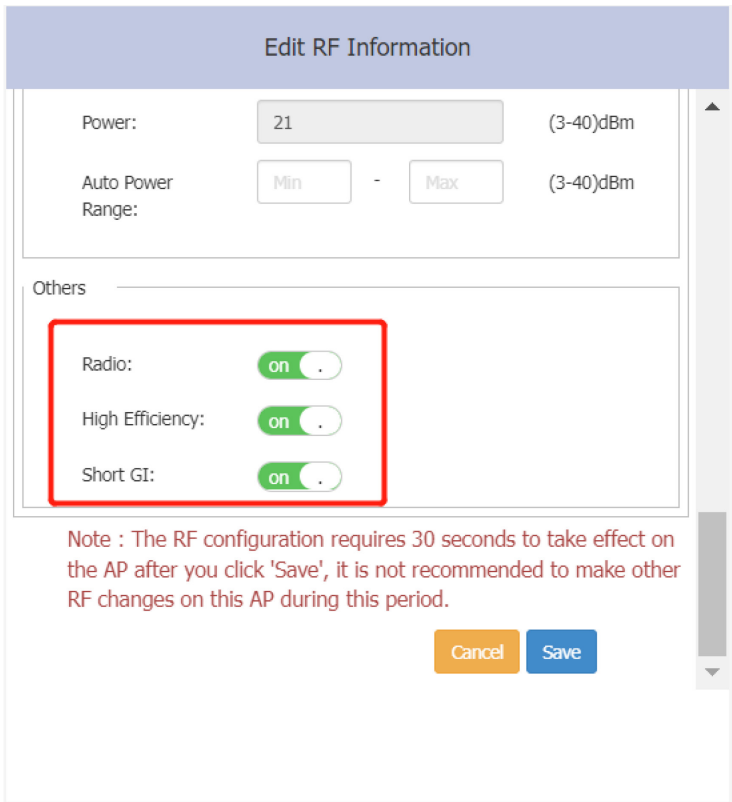 Edit RF Information
Power: 21 (3-40)dBm
Auto Power Range: Min - Max (3-40)dBm
Others
Radio: on .
High Efficiency: on .
Short GI: on .
Note : The RF configuration requires 30 seconds to take effect on
the AP after you click 'Save', it is not recommended to make other
RF changes on this AP during this period.
Cancel Save